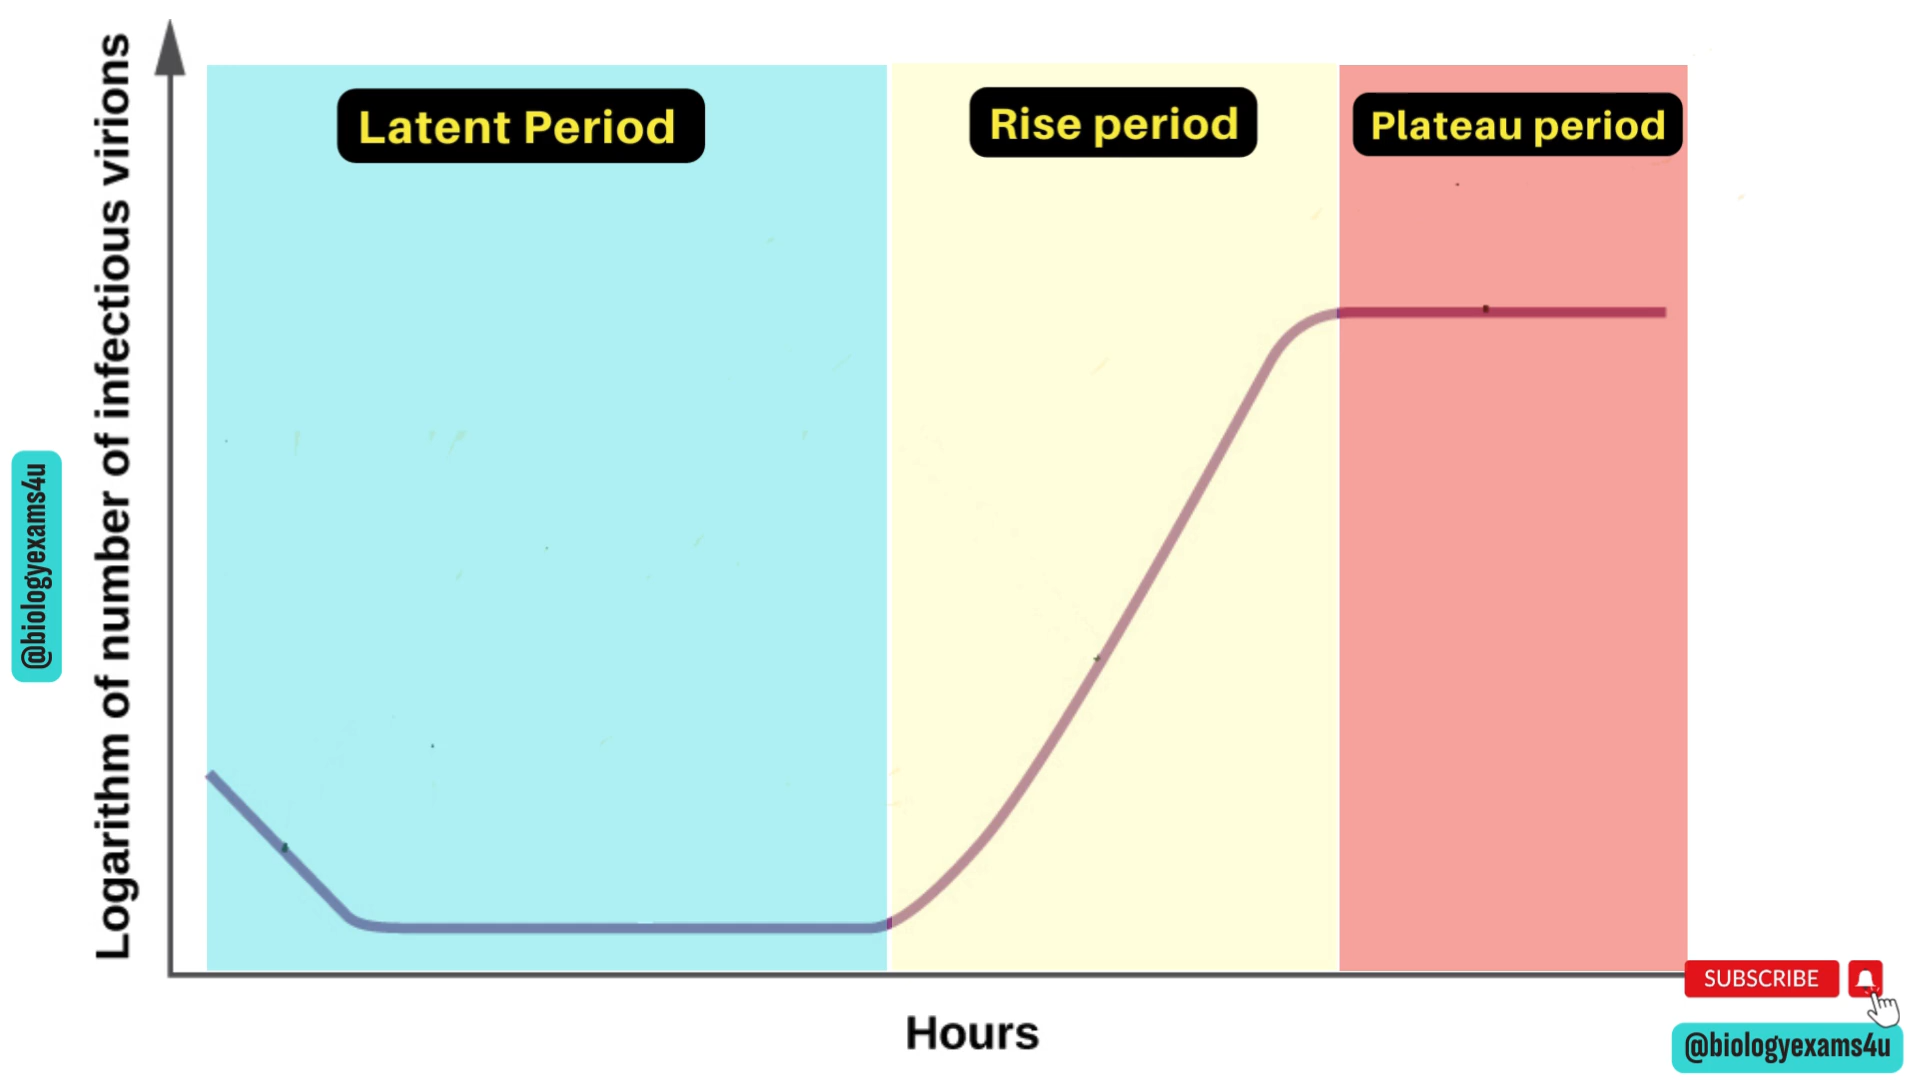 Latent Period
Rise period
Plateau period
Logarithm of number of infectious virions
@biologyexams4u
Hours
SUBSCRIBE
@biologyexams4u